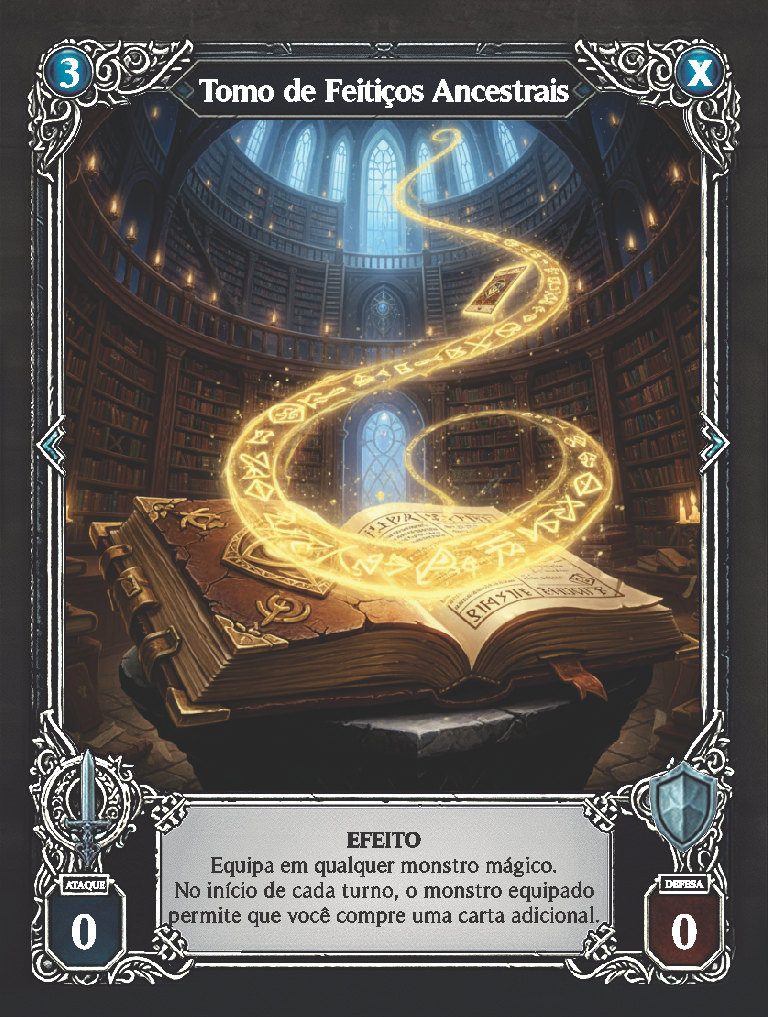 3
Tomo de Feitiços Ancestrais
X
EFEITO
Equipa em qualquer monstro mágico.
No início de cada turno, o monstro equipado
permite que você compre uma carta adicional.
ATAQUE
0
DEFESA
0